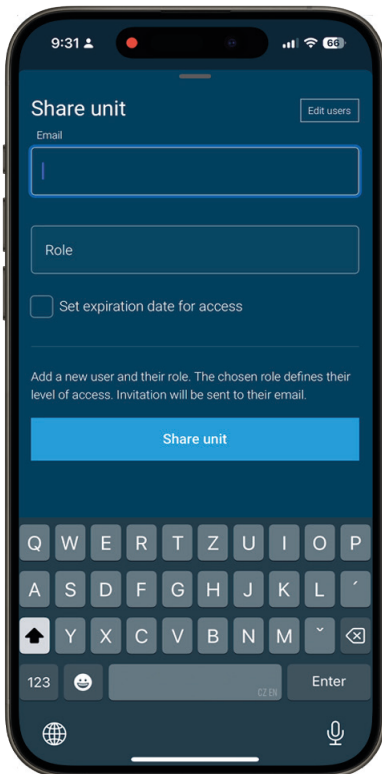 9:31
66
Share unit
Edit users
Email
Role
Set expiration date for access
Add a new user and their role. The chosen role defines their
level of access. Invitation will be sent to their email.
Share unit
Q W E R T Z U I O P
A S D F G H J K L ´
Y X C V B N M ˇ
123
CZ EN
Enter